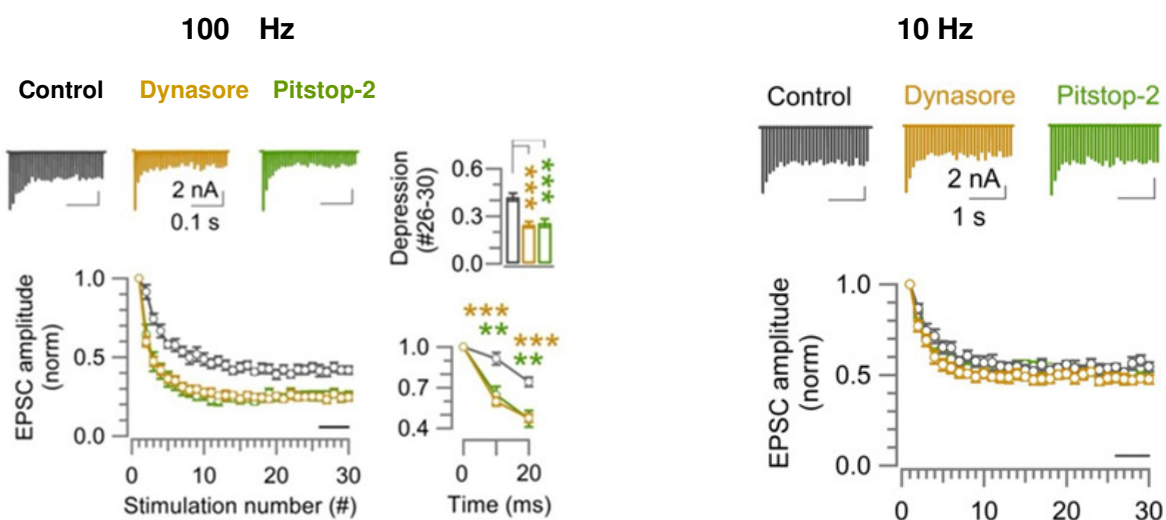 100 Hz
Control Dynasore Pitstop-2
2 nA
0.1 s
Depression
(#26-30)
0.6
0.3
0.0
***
***
EPSC amplitude
(norm)
1.0
0.5
0.0
0 10 20 30
Stimulation number (#)
***
**
***
**
1.0
0.7
0.4
0 20
Time (ms)
10 Hz
Control Dynasore Pitstop-2
2 nA
1 s
EPSC amplitude
(norm)
1.0
0.5
0.0
0 10 20 30